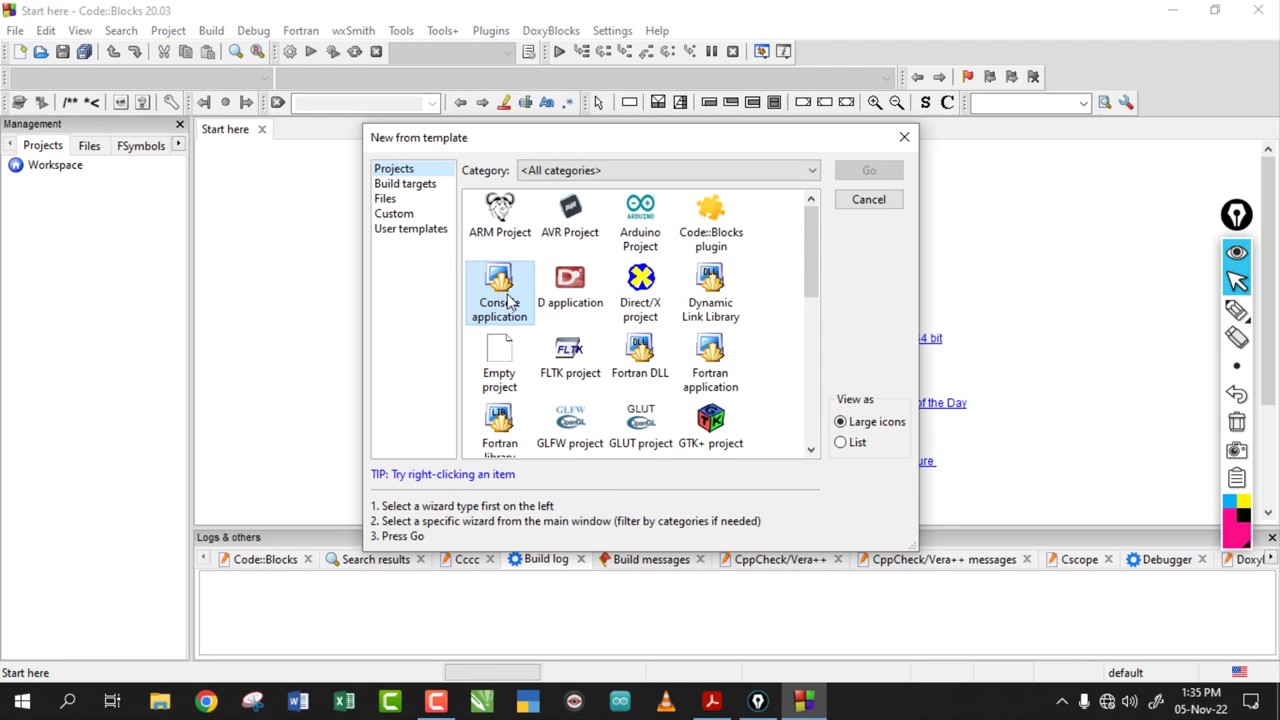 Start here - Code::Blocks 20.03
File Edit View Search Project Build Debug Fortran wxSmith Tools Tools+ Plugins DoxyBlocks Settings Help
/** *<
Aa .*
S C
Management
Projects Files FSymbols
Workspace
Start here
New from template
Projects
Build targets
Files
Custom
User templates
Category: <All categories>
Go
Cancel
ARM Project
AVR Project
Arduino
Project
Code::Blocks
plugin
Console
application
D application
Direct/X
project
Dynamic
Link Library
Empty
project
FLTK project
Fortran DLL
Fortran
application
Fortran
library
GLFW project
GLUT project
GTK+ project
View as
Large icons
List
TIP: Try right-clicking an item
1. Select a wizard type first on the left
2. Select a specific wizard from the main window (filter by categories if needed)
3. Press Go
4 bit
of the Day
ure
Logs & others
Code::Blocks Search results Cccc Build log Build messages CppCheck/Vera++ CppCheck/Vera++ messages Cscope Debugger DoxyBl
Start here
default
1:35 PM
05-Nov-22